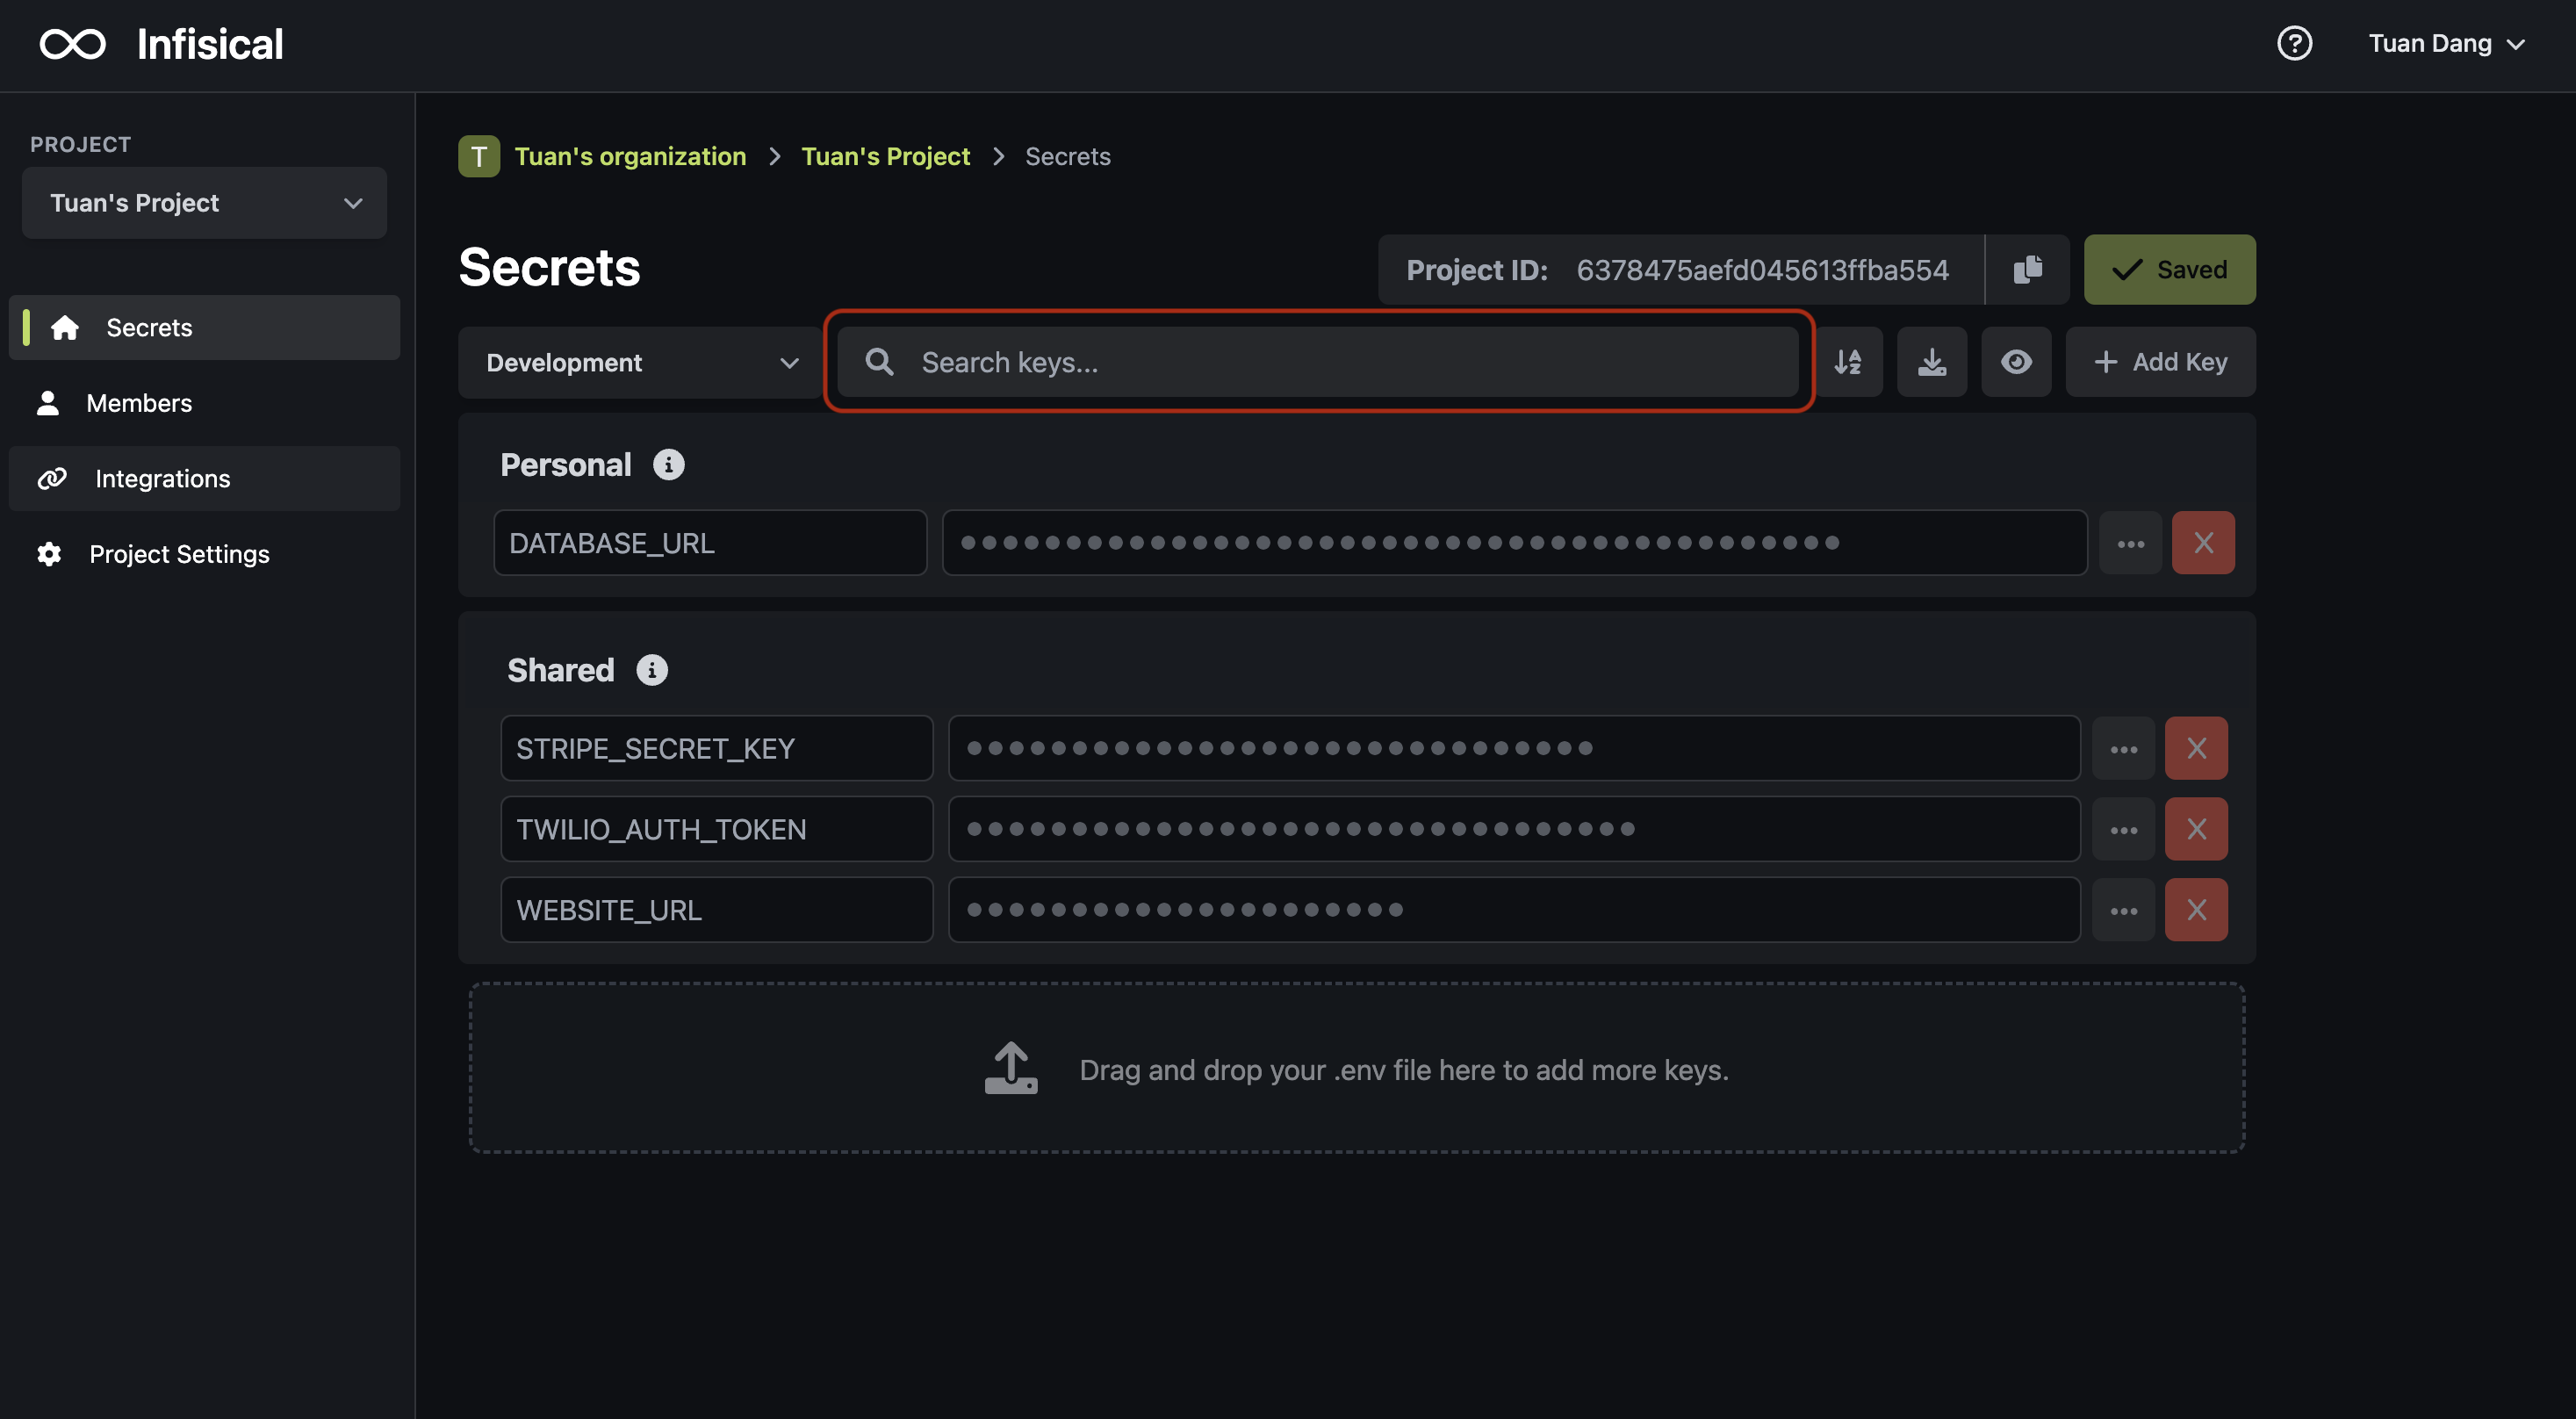 Infisical
Tuan Dang
PROJECT
Tuan's Project
Secrets
Members
Integrations
Project Settings
T Tuan's organization > Tuan's Project > Secrets
Secrets
Project ID: 6378475aefd045613ffba554
Saved
Development
Search keys...
Add Key
Personal
DATABASE_URL
Shared
STRIPE_SECRET_KEY
TWILIO_AUTH_TOKEN
WEBSITE_URL
Drag and drop your .env file here to add more keys.